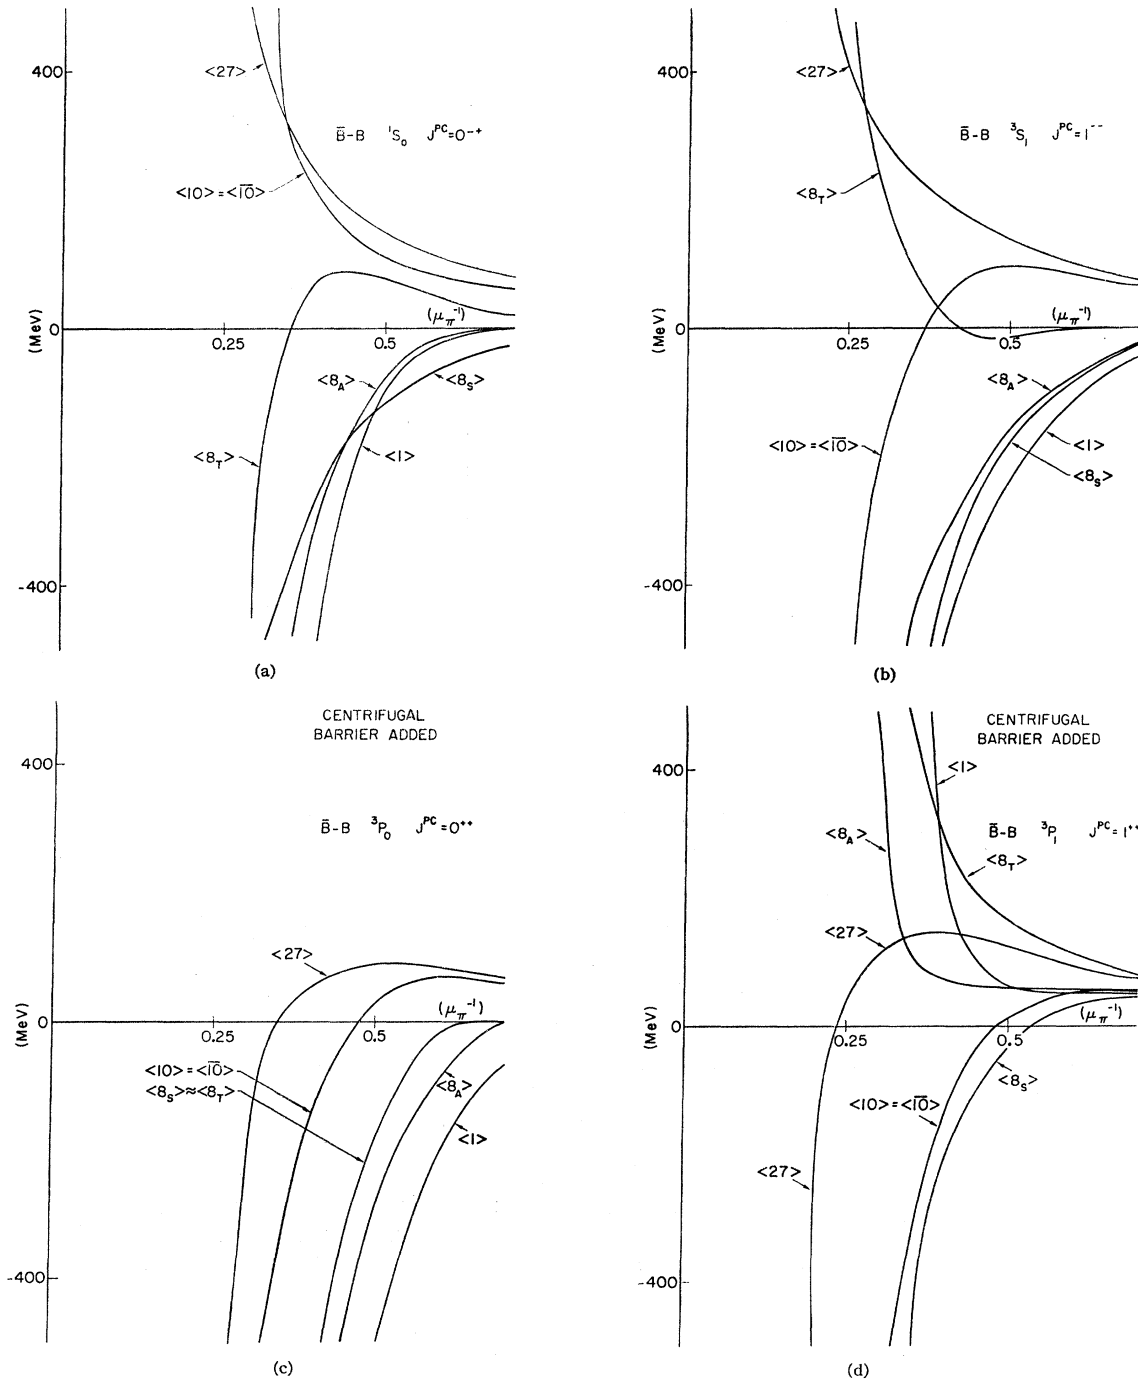 400
<27>
B̄-B ¹S₀ J^PC=0⁻⁺
<10>=<1̄0̄>
(MeV)
0
0.25
0.5
(μ_π⁻¹)
<8_A>
<8_S>
<8_T>
<1>
-400
(a)
400
<27>
B̄-B ³S₁ J^PC=1⁻⁻
<8_T>
(MeV)
0
0.25
0.5
(μ_π⁻¹)
<8_A>
<10>=<1̄0̄>
<1>
<8_S>
-400
(b)
CENTRIFUGAL
BARRIER ADDED
400
B̄-B ³P₀ J^PC=0⁺⁺
<27>
(MeV)
0
0.25
0.5
(μ_π⁻¹)
<10>=<1̄0̄>
<8_S>≈<8_T>
<8_A>
<1>
-400
(c)
CENTRIFUGAL
BARRIER ADDED
400
<1>
<8_A>
B̄-B ³P₁ J^PC=1⁺⁺
<8_T>
<27>
(MeV)
0
0.25
0.5
(μ_π⁻¹)
<8_S>
<10>=<1̄0̄>
<27>
-400
(d)